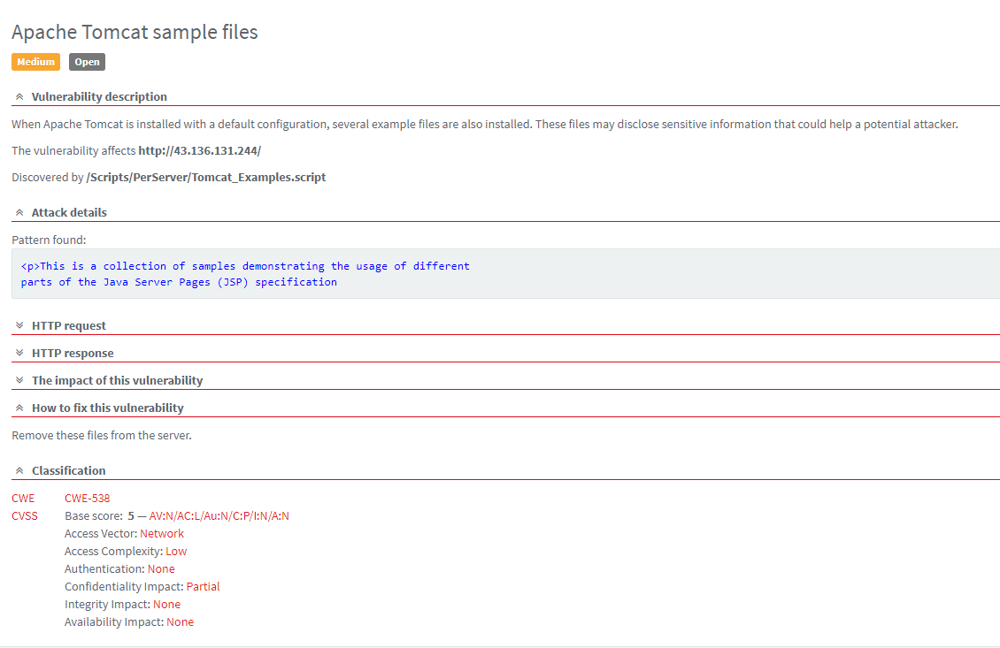 Apache Tomcat sample files
Medium Open
Vulnerability description
When Apache Tomcat is installed with a default configuration, several example files are also installed. These files may disclose sensitive information that could help a potential attacker.
The vulnerability affects http://43.136.131.244/
Discovered by /Scripts/PerServer/Tomcat_Examples.script
Attack details
Pattern found:
<p>This is a collection of samples demonstrating the usage of different
parts of the Java Server Pages (JSP) specification
HTTP request
HTTP response
The impact of this vulnerability
How to fix this vulnerability
Remove these files from the server.
Classification
CWE CWE-538
CVSS Base score: 5 — AV:N/AC:L/Au:N/C:P/I:N/A:N
Access Vector: Network
Access Complexity: Low
Authentication: None
Confidentiality Impact: Partial
Integrity Impact: None
Availability Impact: None